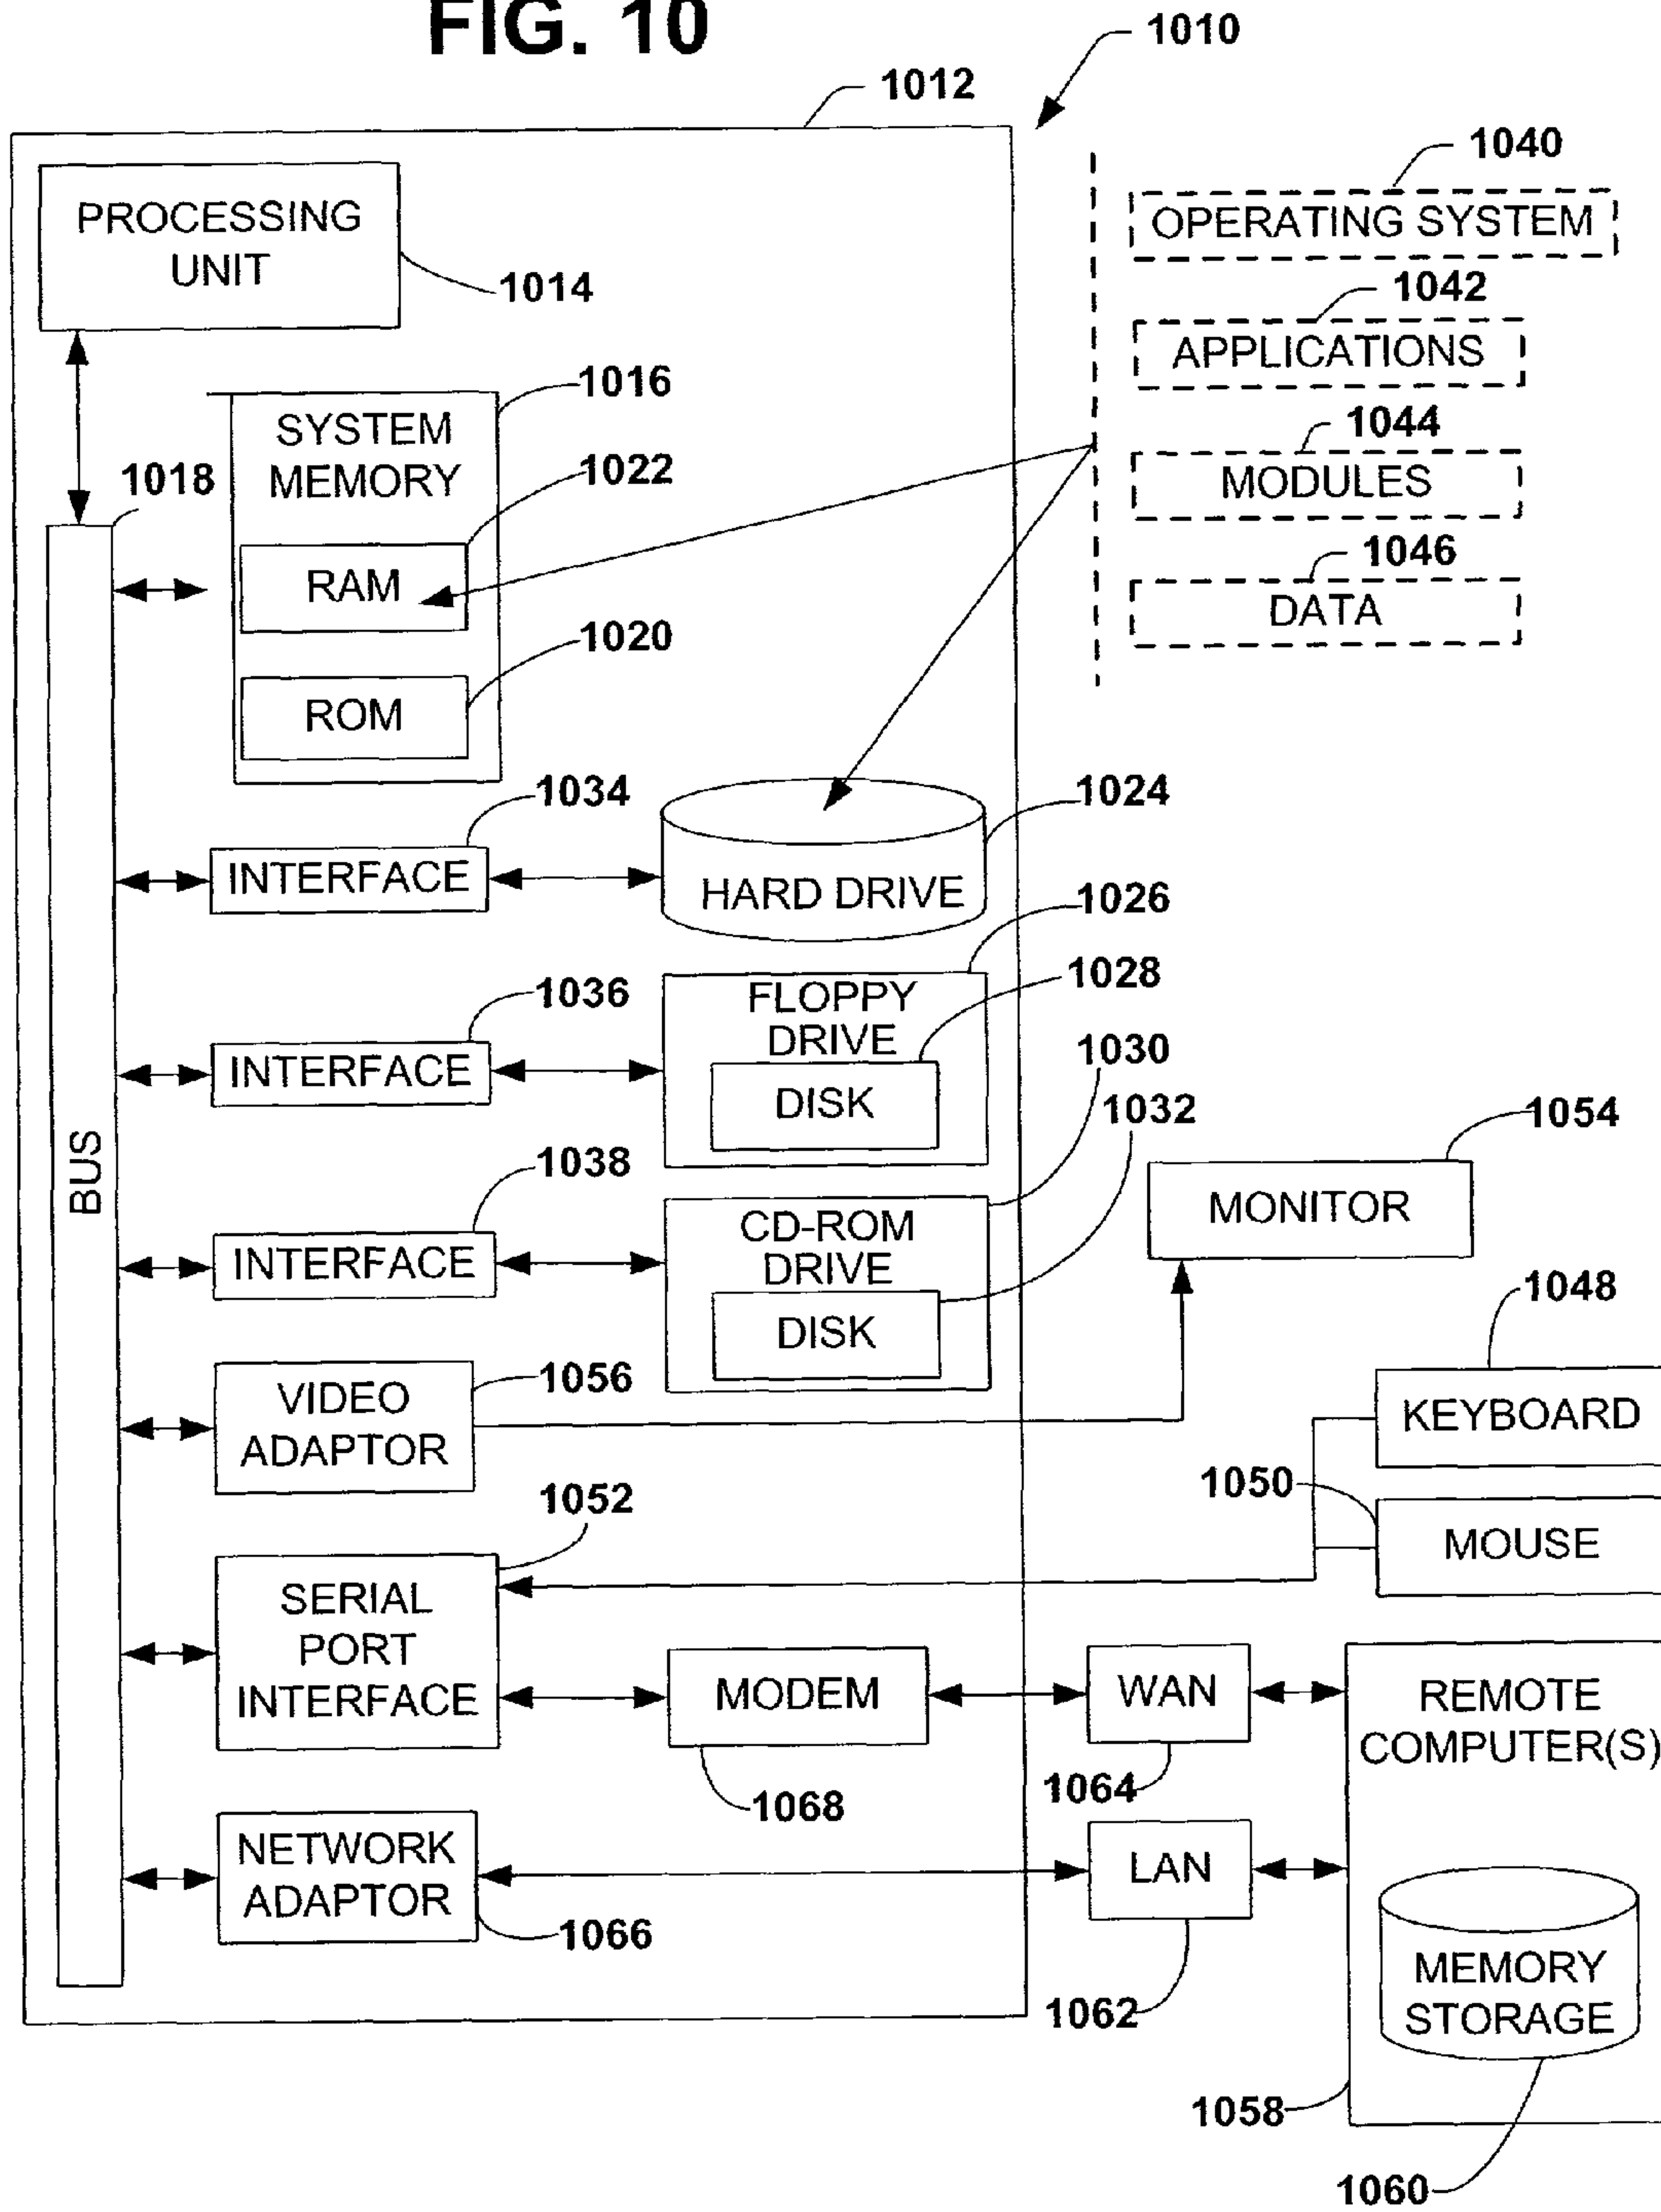 FIG. 10
1010
1012
1040
PROCESSING
UNIT
OPERATING SYSTEM
1014
1042
APPLICATIONS
1016
SYSTEM
MEMORY
1044
1022
1018
MODULES
1046
RAM
DATA
1020
ROM
1034
1024
INTERFACE
HARD DRIVE
1026
1028
1036
FLOPPY
DRIVE
1030
INTERFACE
DISK
1032
1054
BUS
1038
MONITOR
CD-ROM
DRIVE
INTERFACE
1048
DISK
1056
VIDEO
ADAPTOR
KEYBOARD
1050
1052
MOUSE
SERIAL
PORT
INTERFACE
MODEM
WAN
REMOTE
COMPUTER(S)
1064
1068
NETWORK
ADAPTOR
LAN
1066
MEMORY
STORAGE
1062
1058
1060